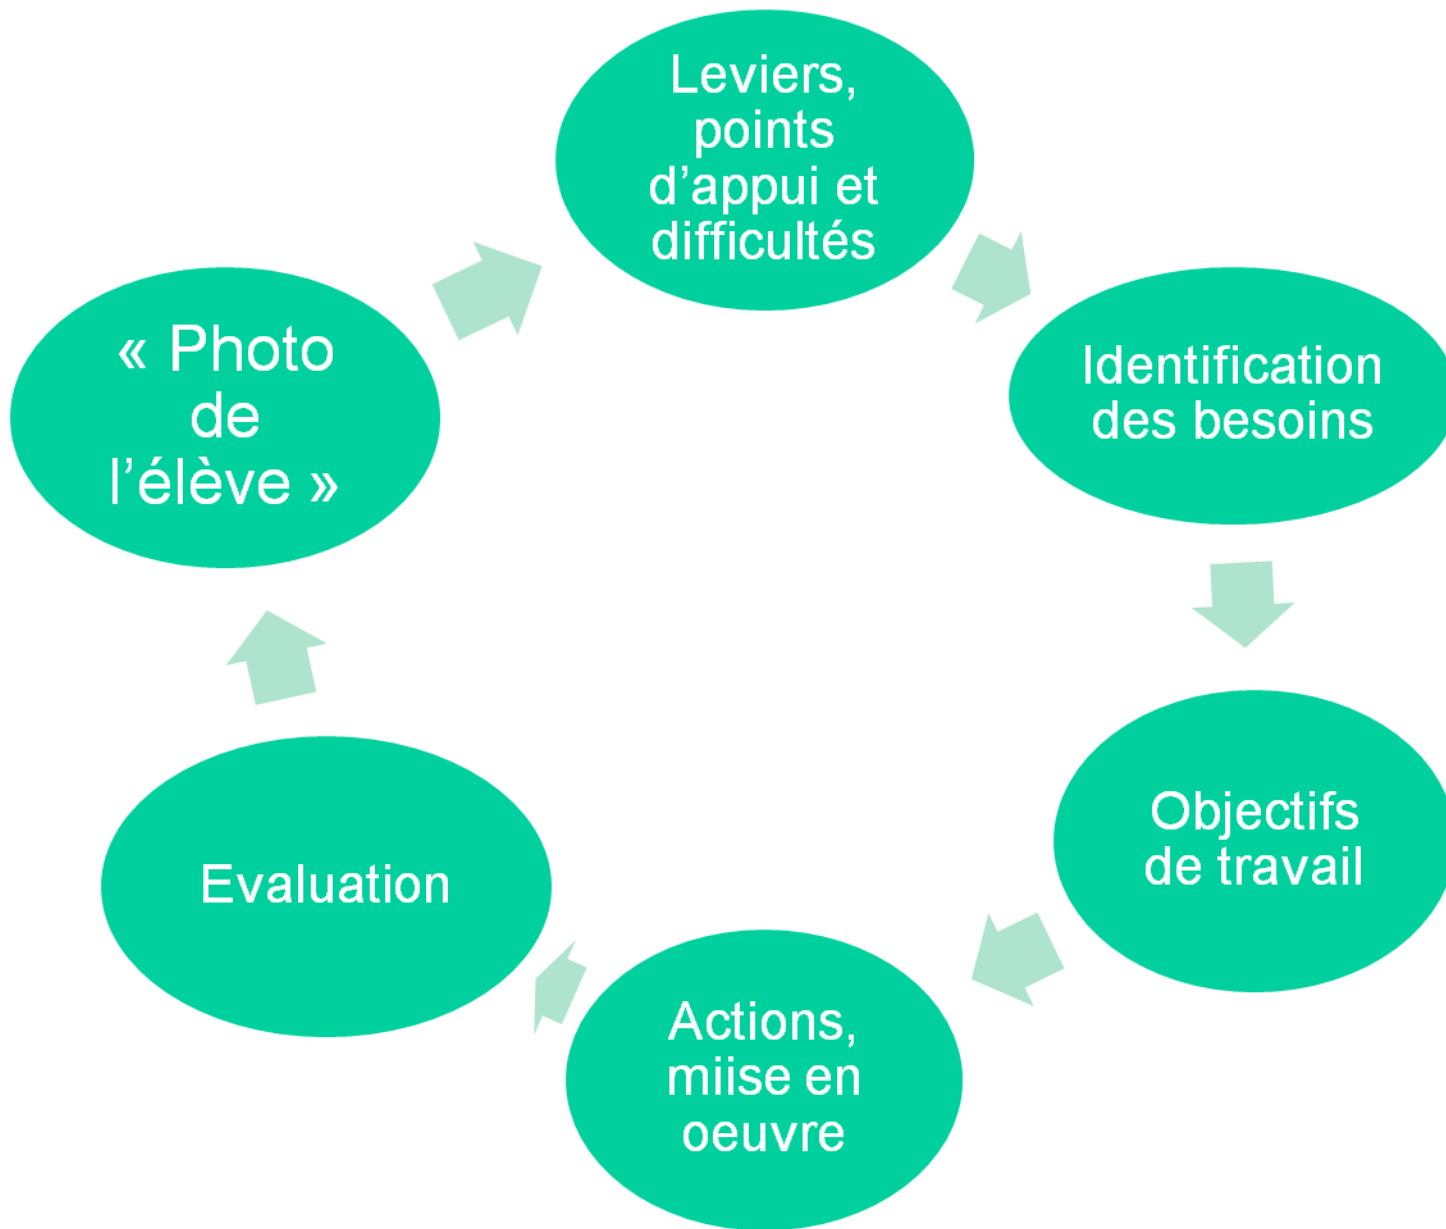 Leviers,
points
d’appui et
difficultés
Identification
des besoins
Objectifs
de travail
Actions,
miise en
oeuvre
Evaluation
« Photo
de
l’élève »